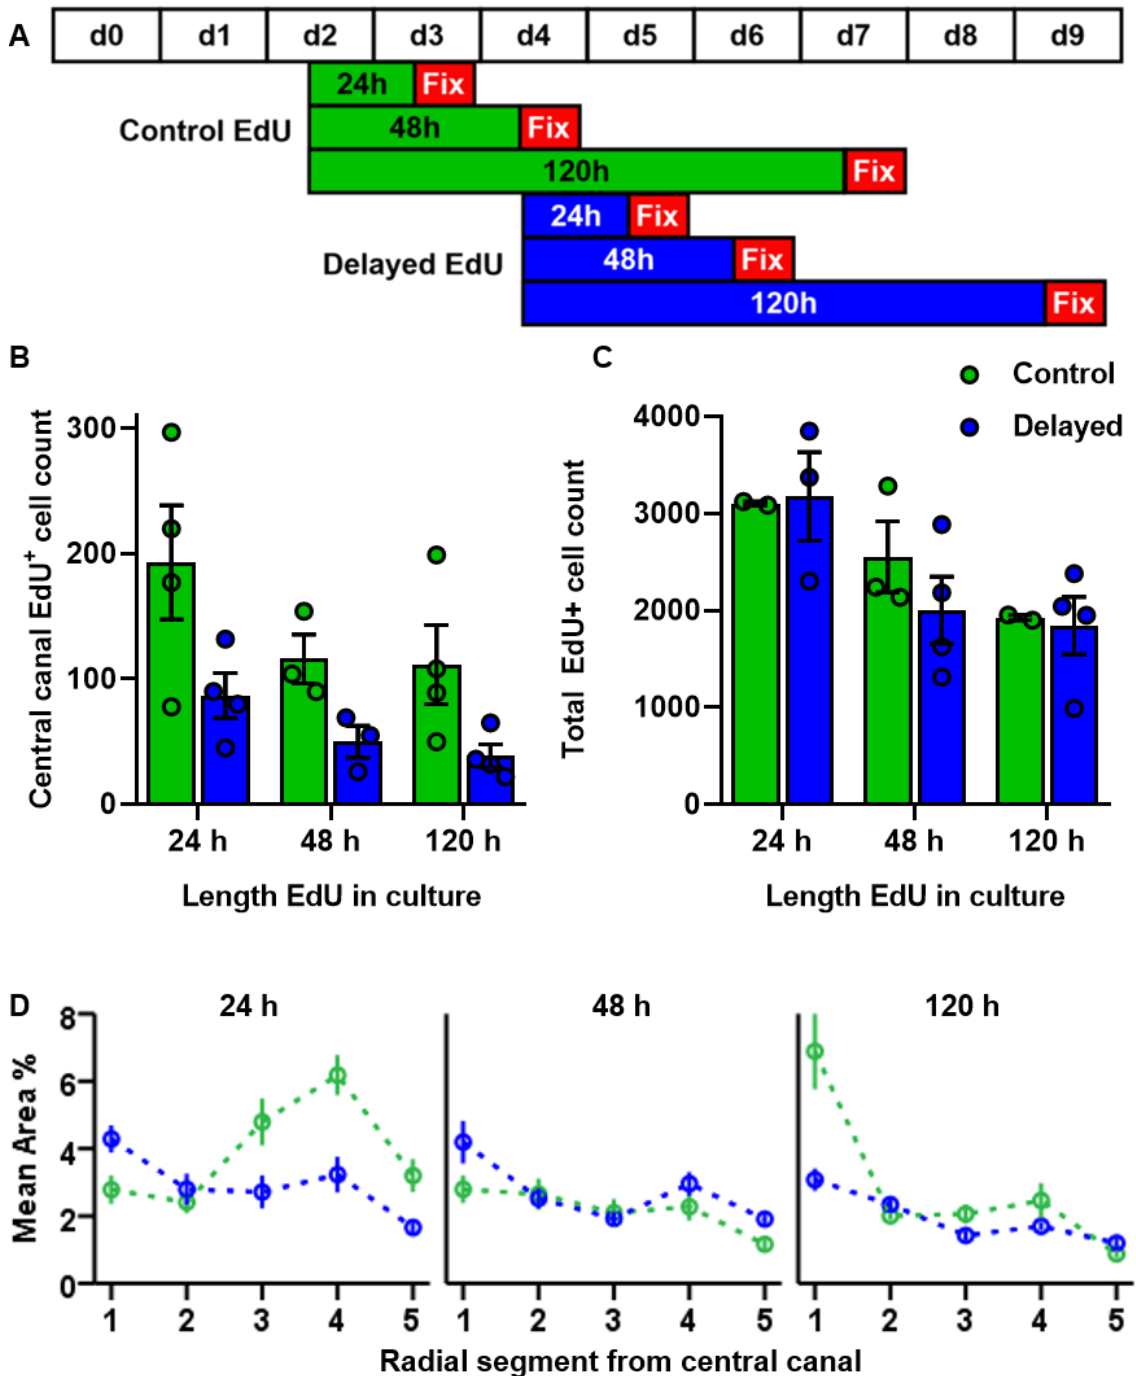 A
d0 d1 d2 d3 d4 d5 d6 d7 d8 d9
24h Fix
Control EdU 48h Fix
120h Fix
24h Fix
Delayed EdU 48h Fix
120h Fix
B
Central canal EdU⁺ cell count
300
200
100
0
24 h 48 h 120 h
Length EdU in culture
C
Control
Delayed
Total EdU+ cell count
4000
3000
2000
1000
0
24 h 48 h 120 h
Length EdU in culture
D
24 h 48 h 120 h
Mean Area %
8
6
4
2
0
1 2 3 4 5 1 2 3 4 5 1 2 3 4 5
Radial segment from central canal